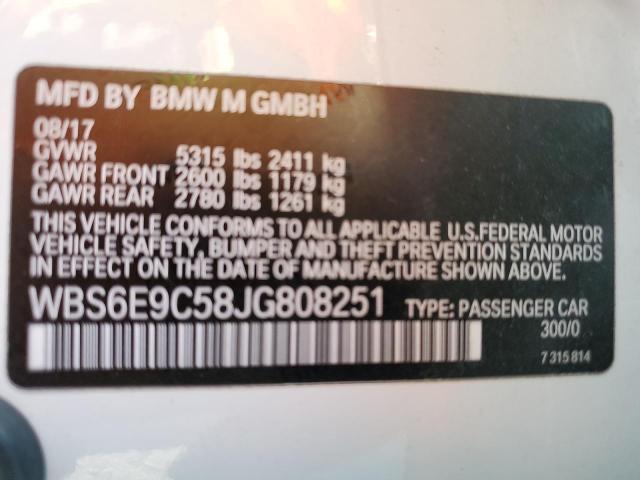 MFD BY BMW M GMBH
08/17
GVWR 5315 lbs 2411 kg
GAWR FRONT 2600 lbs 1179 kg
GAWR REAR 2780 lbs 1261 kg
THIS VEHICLE CONFORMS TO ALL APPLICABLE U.S.FEDERAL MOTOR
VEHICLE SAFETY, BUMPER AND THEFT PREVENTION STANDARDS
IN EFFECT ON THE DATE OF MANUFACTURE SHOWN ABOVE.
WBS6E9C58JG808251 TYPE: PASSENGER CAR
300/0
7 315 814